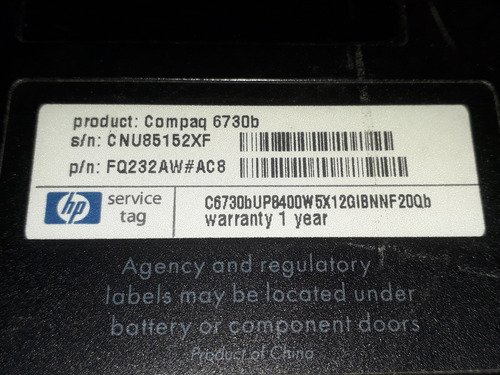 product: Compaq 6730b
s/n: CNU85152XF
p/n: FQ232AW#AC8
hp
service
tag
C6730bUP8400W5X12GIBNNF20Qb
warranty 1 year
Agency and regulatory
labels may be located under
battery or component doors
Product of China